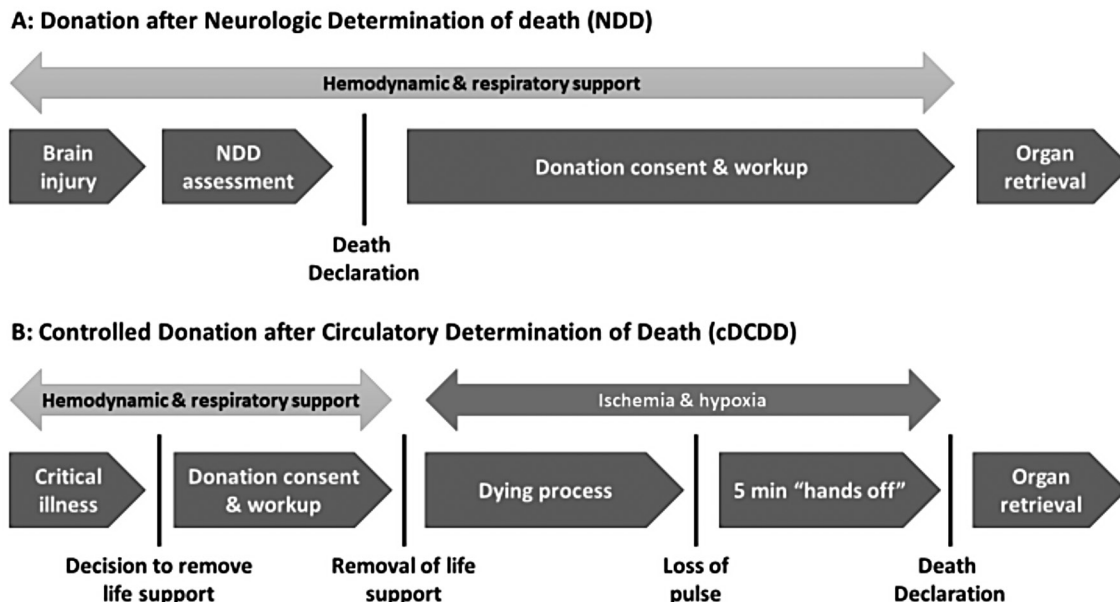 A: Donation after Neurologic Determination of death (NDD)
Hemodynamic & respiratory support
Brain
injury
NDD
assessment
Donation consent & workup
Organ
retrieval
Death
Declaration
B: Controlled Donation after Circulatory Determination of Death (cDCDD)
Hemodynamic & respiratory support
Ischemia & hypoxia
Critical
illness
Donation consent
& workup
Dying process
5 min “hands off”
Organ
retrieval
Decision to remove
life support
Removal of life
support
Loss of
pulse
Death
Declaration